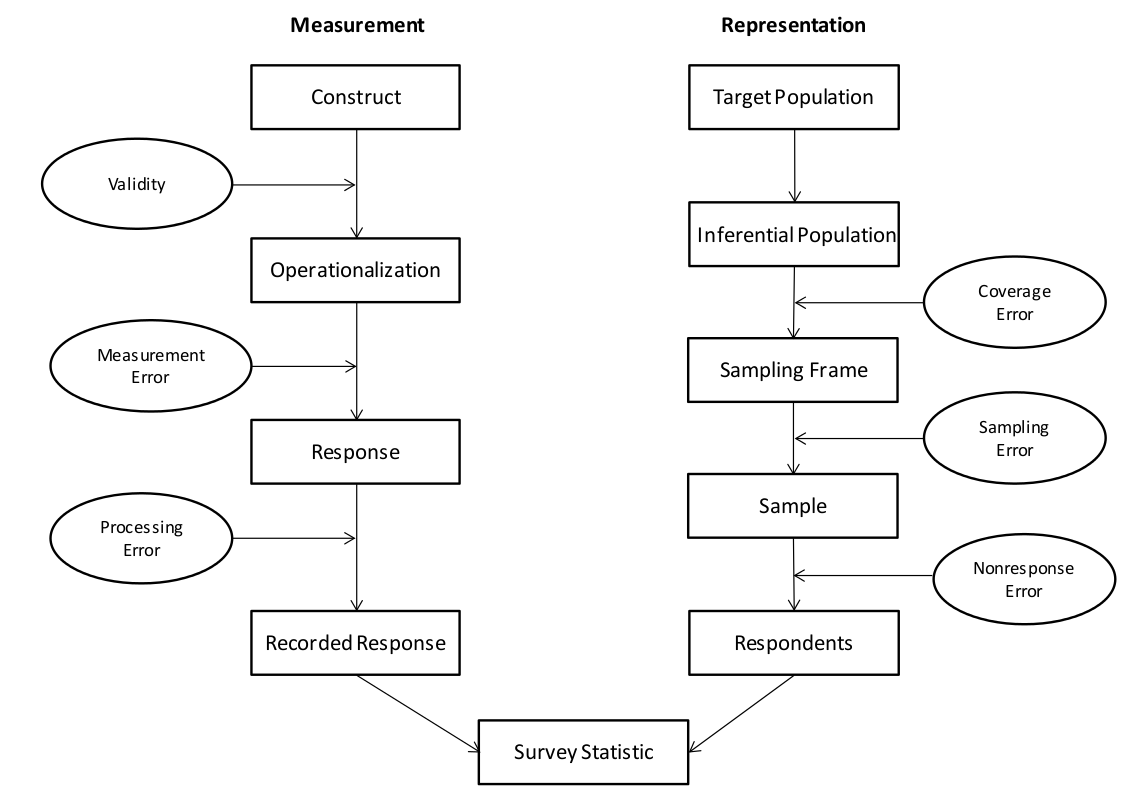 Measurement
Representation
Construct
Target Population
Validity
Inferential Population
Operationalization
Coverage
Error
Measurement
Error
Sampling Frame
Sampling
Error
Response
Sample
Processing
Error
Nonresponse
Error
Recorded Response
Respondents
Survey Statistic